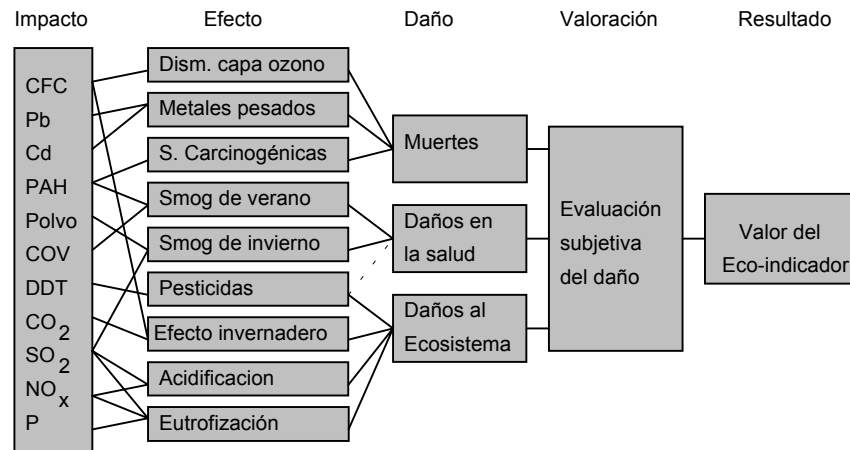 Impacto Efecto Daño Valoración Resultado
CFC
Pb
Cd
PAH
Polvo
COV
DDT
CO2
SO2
NOx
P
Dism. capa ozono
Metales pesados
S. Carcinogénicas
Smog de verano
Smog de invierno
Pesticidas
Efecto invernadero
Acidificacion
Eutrofización
Muertes
Daños en
la salud
Daños al
Ecosistema
Evaluación
subjetiva
del daño
Valor del
Eco-indicador